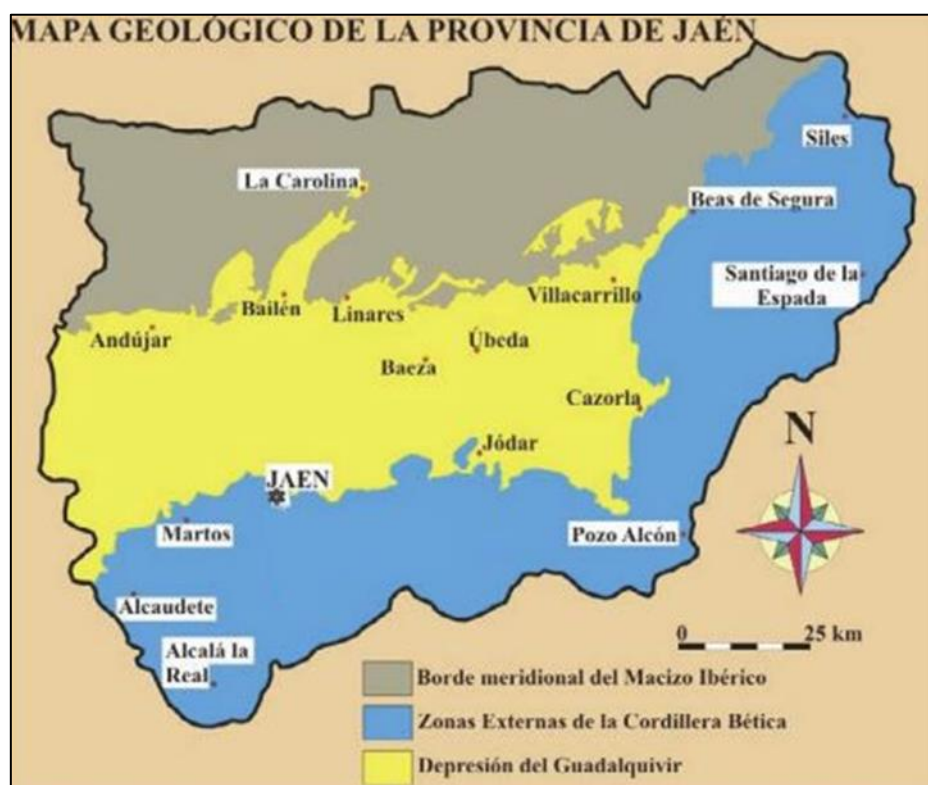 MAPA GEOLÓGICO DE LA PROVINCIA DE JAÉN
Siles
La Carolina
Beas de Segura
Santiago de la
Espada
Villacarrillo
Bailén
Linares
Andújar
Úbeda
Baeza
Cazorla
N
Jódar
JAEN
Martos
Pozo Alcón
Alcaudete
0 25 km
Alcalá la
Real
Borde meridional del Macizo Ibérico
Zonas Externas de la Cordillera Bética
Depresión del Guadalquivir